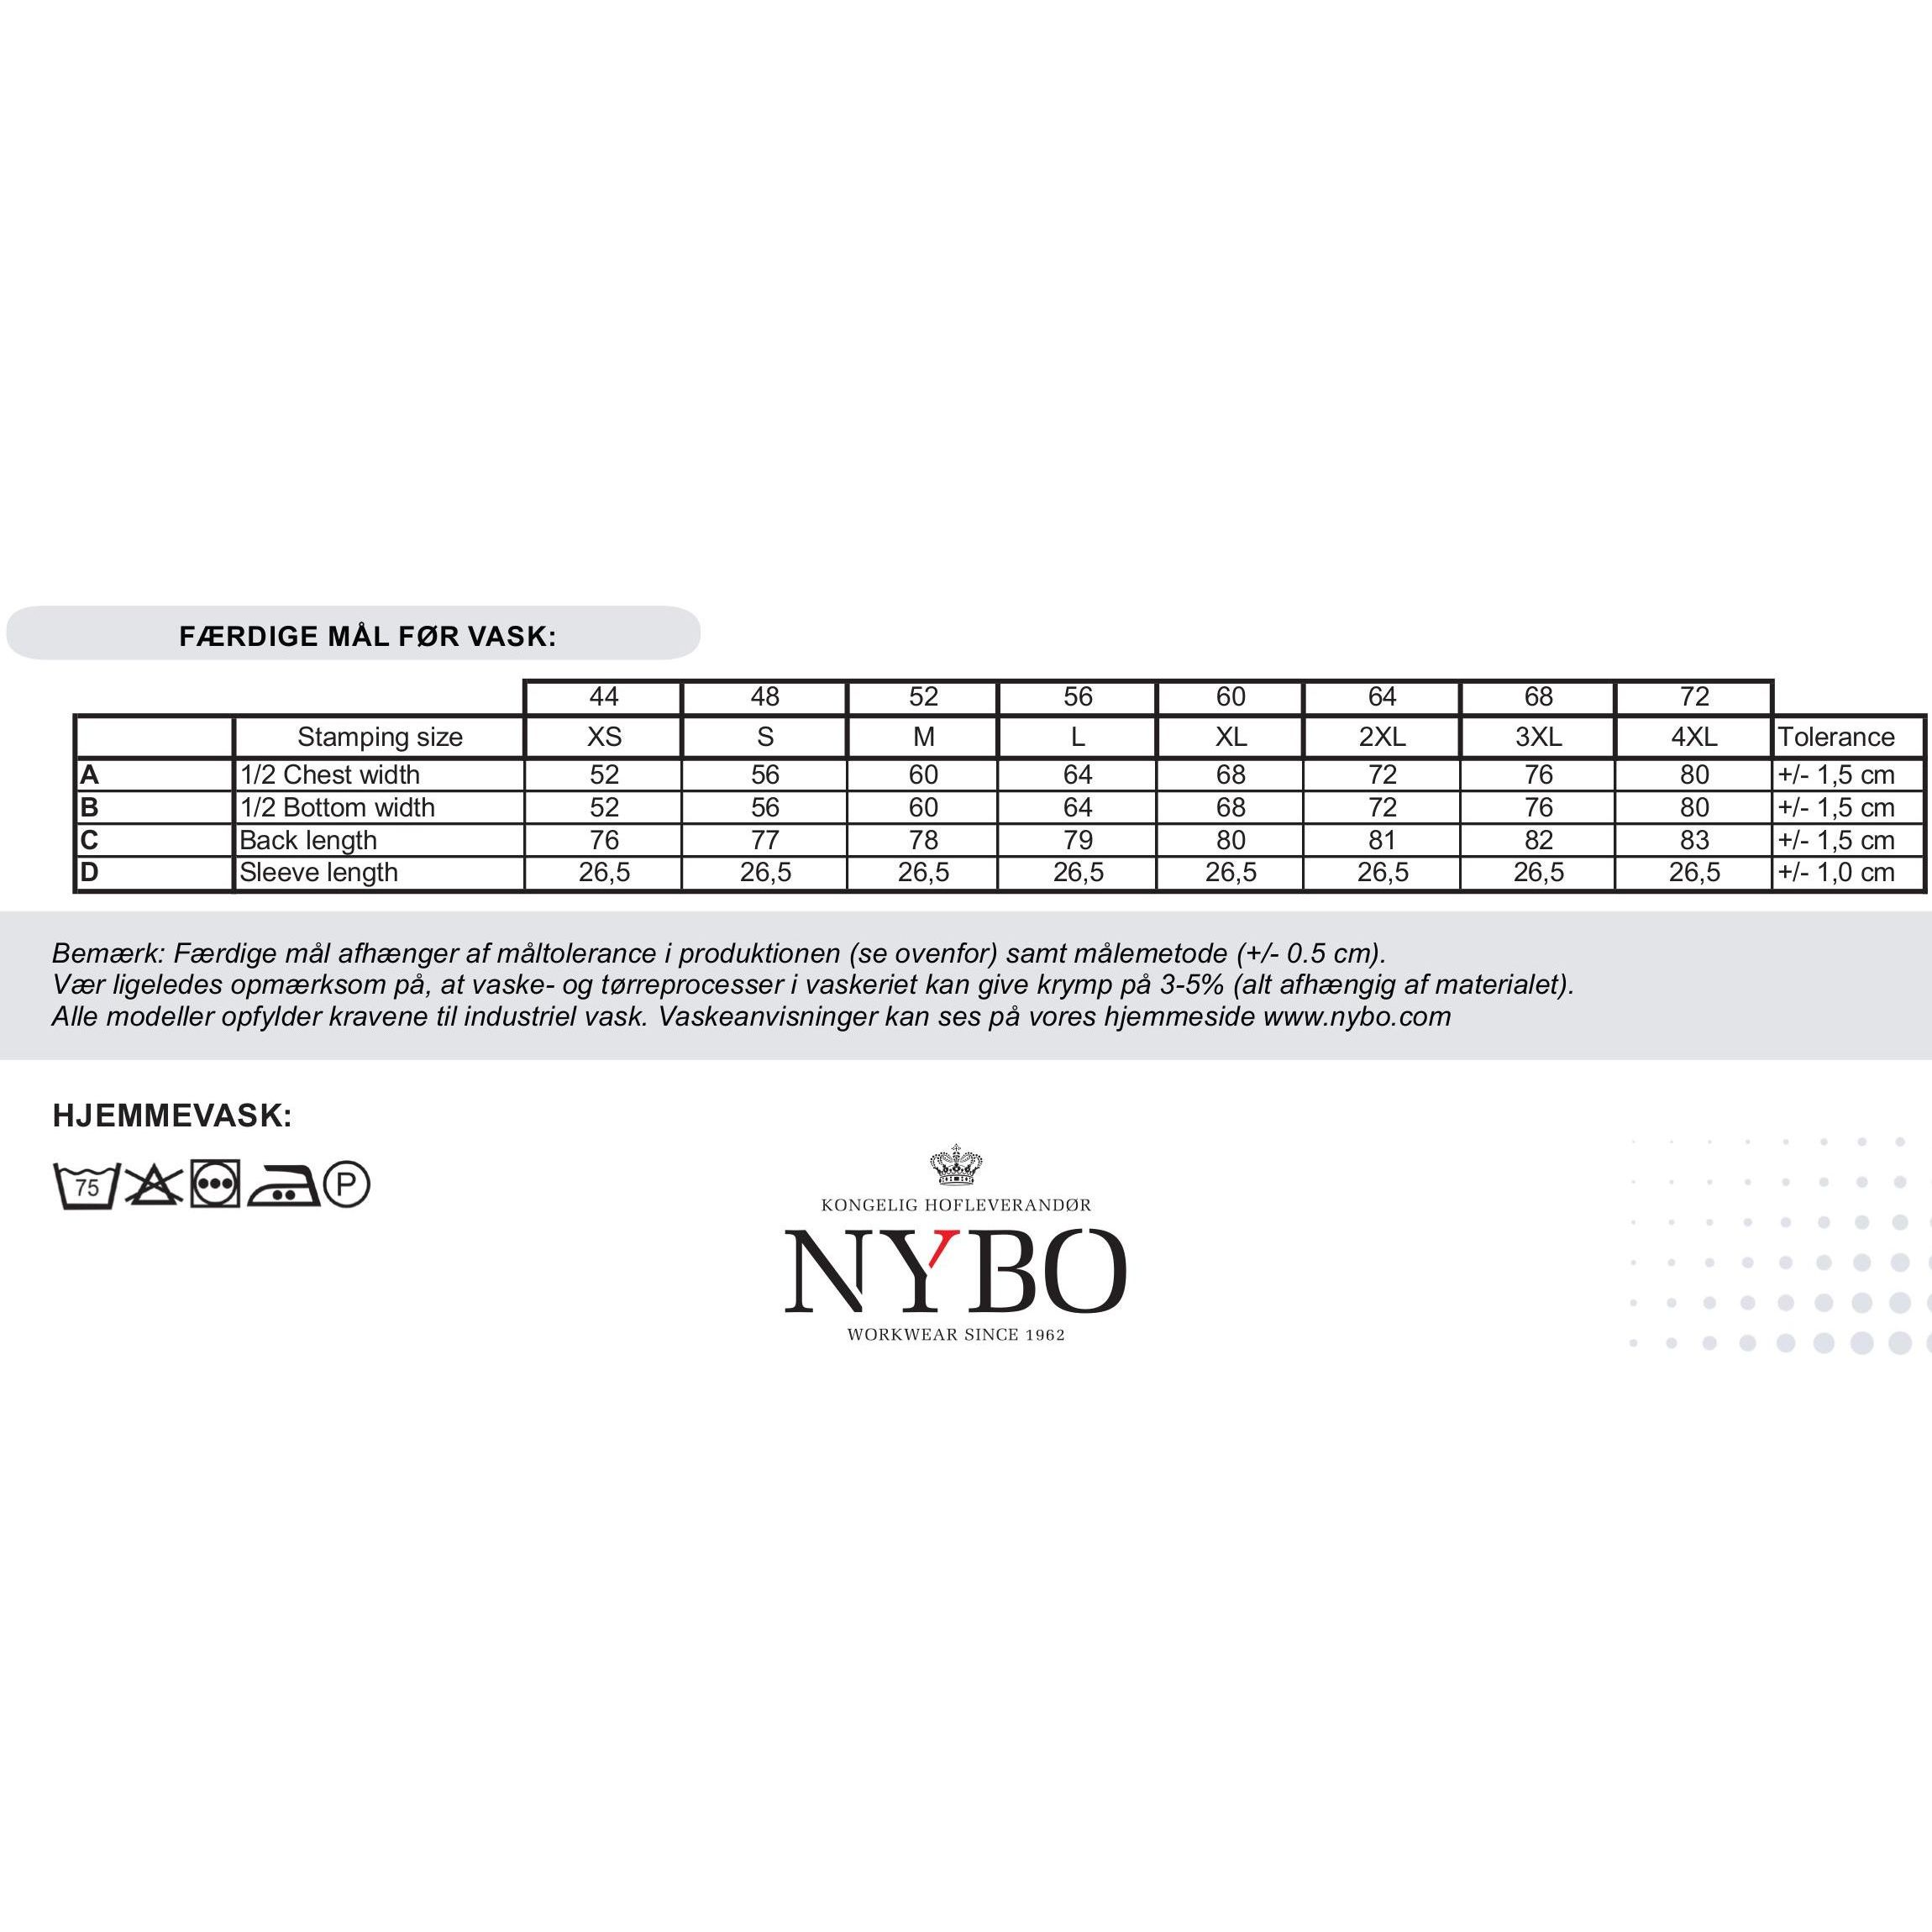 FÆRDIGE MÅL FØR VASK:
44 48 52 56 60 64 68 72
Stamping size XS S M L XL 2XL 3XL 4XL Tolerance
A 1/2 Chest width 52 56 60 64 68 72 76 80 +/- 1,5 cm
B 1/2 Bottom width 52 56 60 64 68 72 76 80 +/- 1,5 cm
C Back length 76 77 78 79 80 81 82 83 +/- 1,5 cm
D Sleeve length 26,5 26,5 26,5 26,5 26,5 26,5 26,5 26,5 +/- 1,0 cm
Bemærk: Færdige mål afhænger af måltolerance i produktionen (se ovenfor) samt målemetode (+/- 0.5 cm).
Vær ligeledes opmærksom på, at vaske- og tørreprocesser i vaskeriet kan give krymp på 3-5% (alt afhængig af materialet).
Alle modeller opfylder kravene til industriel vask. Vaskeanvisninger kan ses på vores hjemmeside www.nybo.com
HJEMMEVASK:
75 P
KONGELIG HOFLEVERANDØR
NYBO
WORKWEAR SINCE 1962